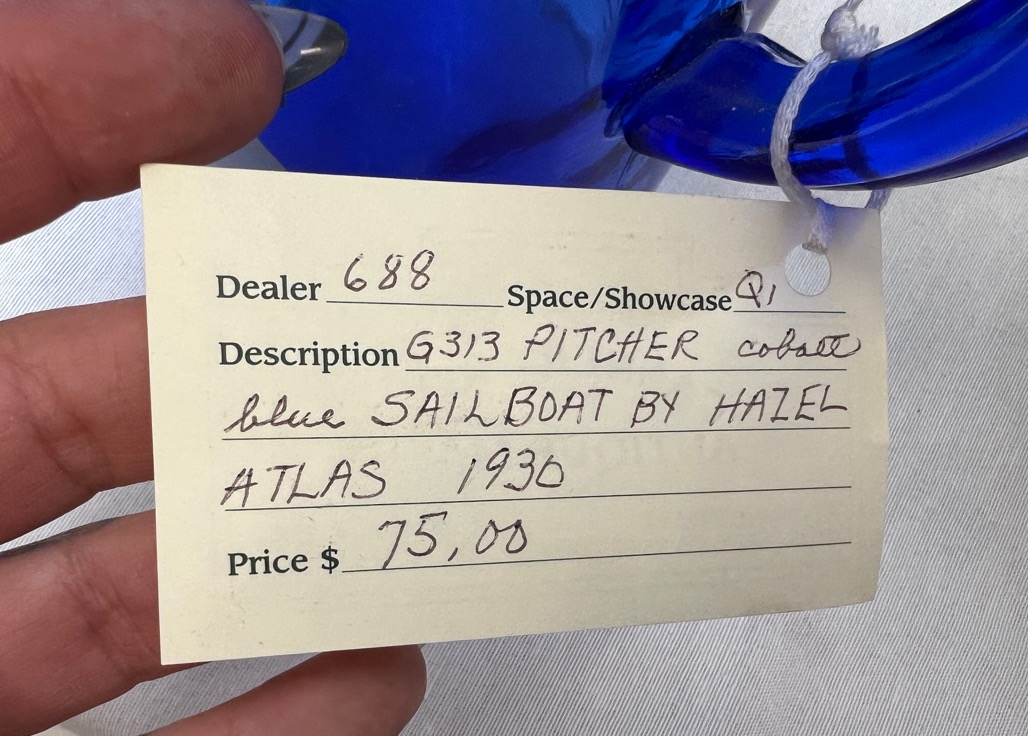 Dealer 688 Space/Showcase Q1
Description G313 PITCHER cobalt
blue SAILBOAT BY HAZEL
ATLAS 1930
Price $ 75,00